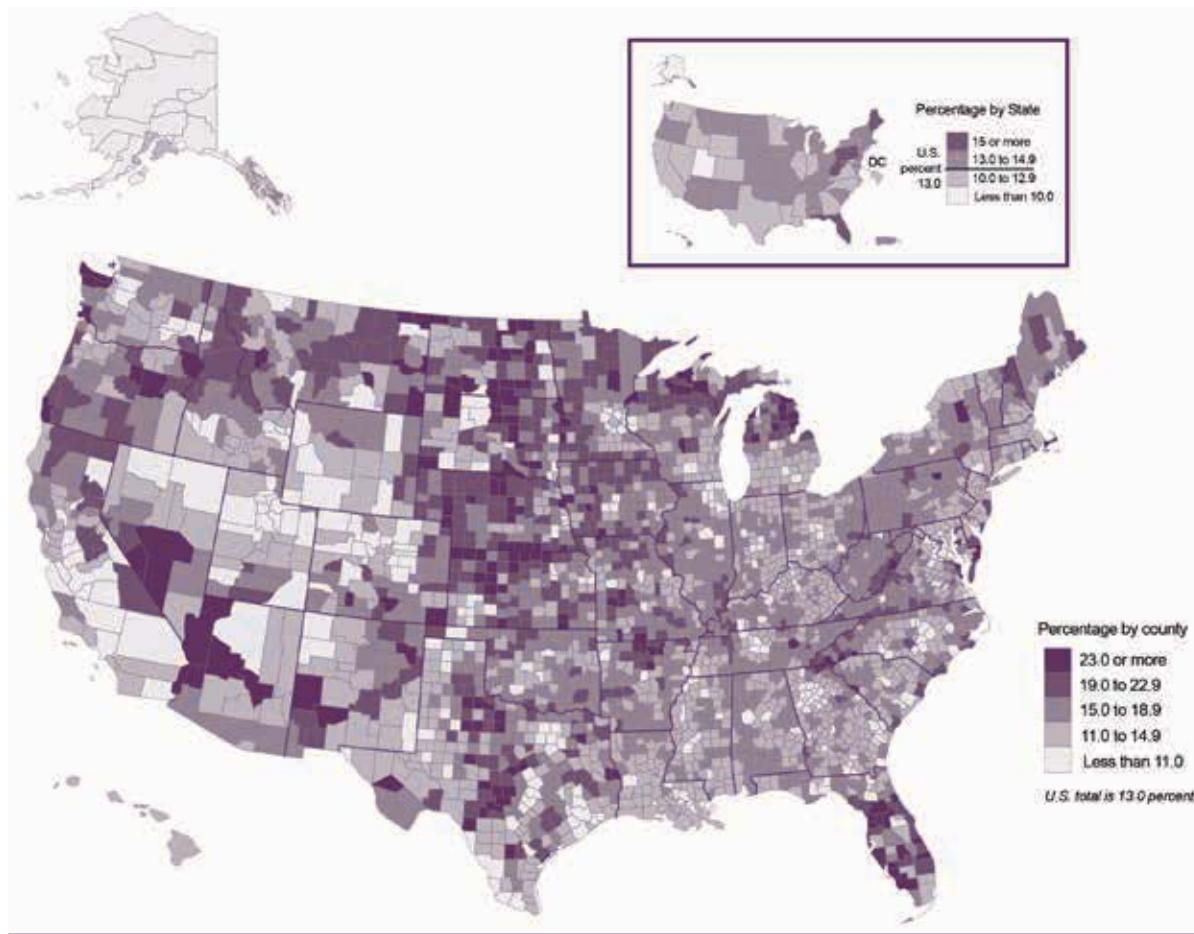 Percentage by State
15 or more
13.0 to 14.9
10.0 to 12.9
Less than 10.0
U.S.
percent
13.0
DC
Percentage by county
23.0 or more
19.0 to 22.9
15.0 to 18.9
11.0 to 14.9
Less than 11.0
U.S. total is 13.0 percent